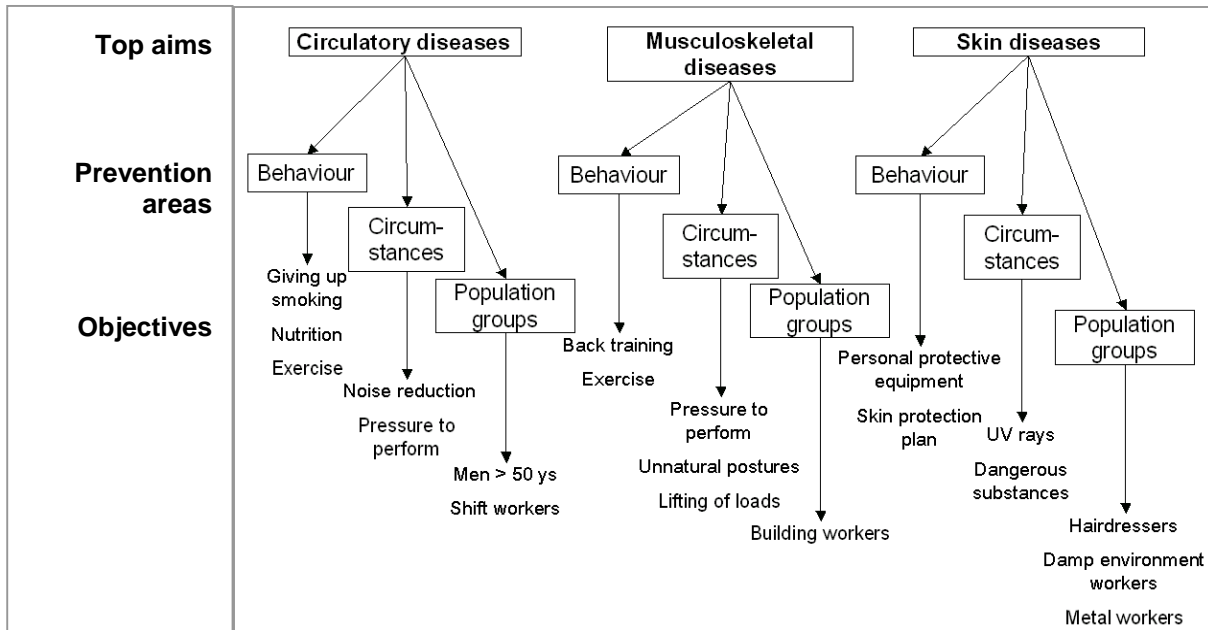 Top aims
Prevention
areas
Objectives
Circulatory diseases
Behaviour
Giving up
smoking
Nutrition
Exercise
Circum-
stances
Noise reduction
Pressure to
perform
Population
groups
Men > 50 ys
Shift workers
Musculoskeletal
diseases
Behaviour
Back training
Exercise
Circum-
stances
Pressure to
perform
Unnatural postures
Lifting of loads
Population
groups
Building workers
Skin diseases
Behaviour
Personal protective
equipment
Skin protection
plan
Circum-
stances
UV rays
Dangerous
substances
Population
groups
Hairdressers
Damp environment
workers
Metal workers